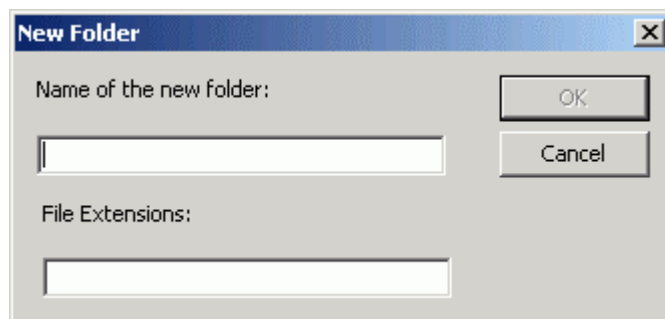 New Folder
Name of the new folder:
OK
Cancel
File Extensions: